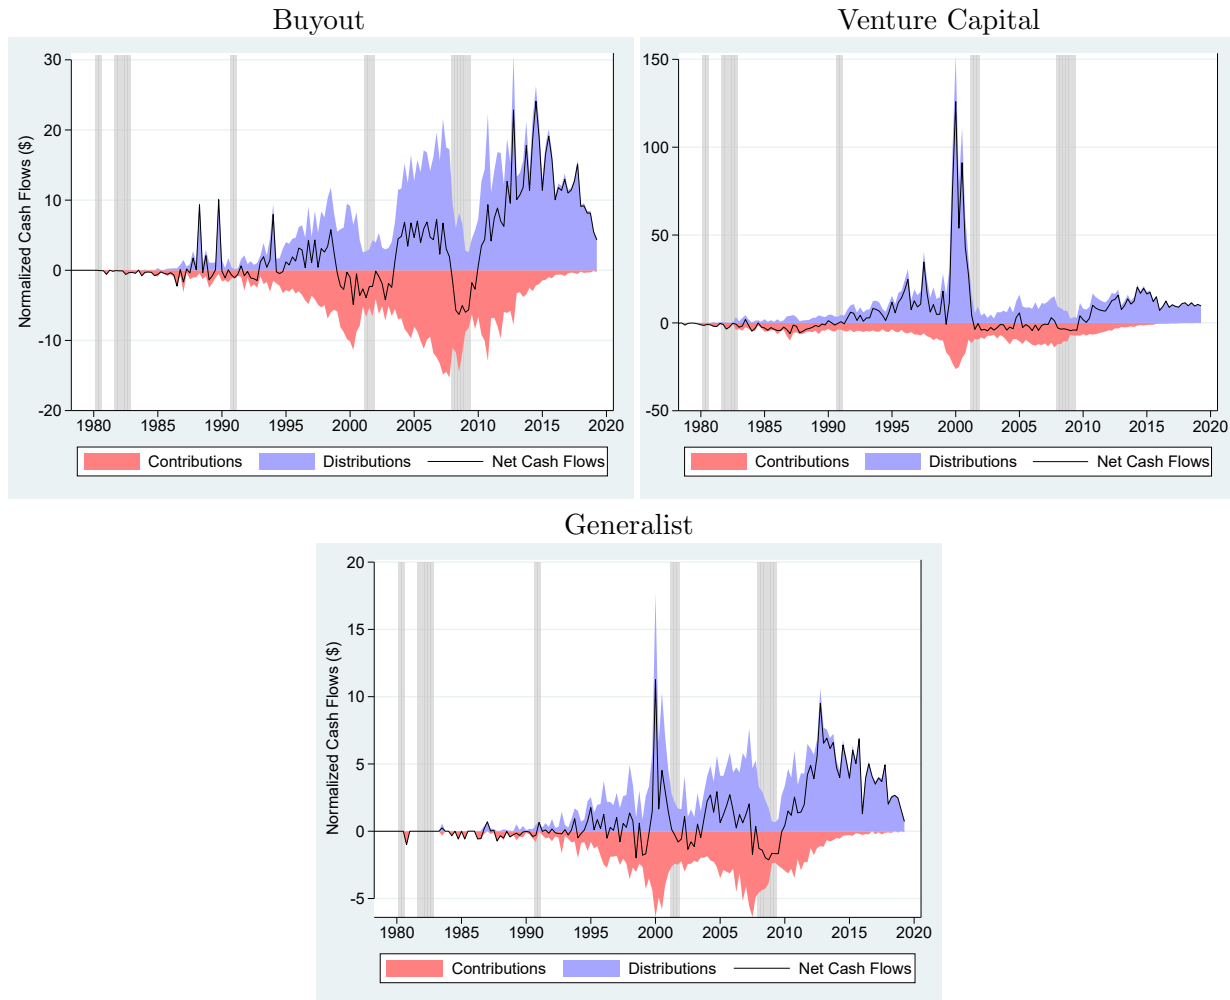 Buyout
Normalized Cash Flows ($)
30
20
10
0
-10
-20
1980 1985 1990 1995 2000 2005 2010 2015 2020
Contributions Distributions Net Cash Flows
Venture Capital
150
100
50
0
-50
1980 1985 1990 1995 2000 2005 2010 2015 2020
Contributions Distributions Net Cash Flows
Generalist
Normalized Cash Flows ($)
20
15
10
5
0
-5
1980 1985 1990 1995 2000 2005 2010 2015 2020
Contributions Distributions Net Cash Flows